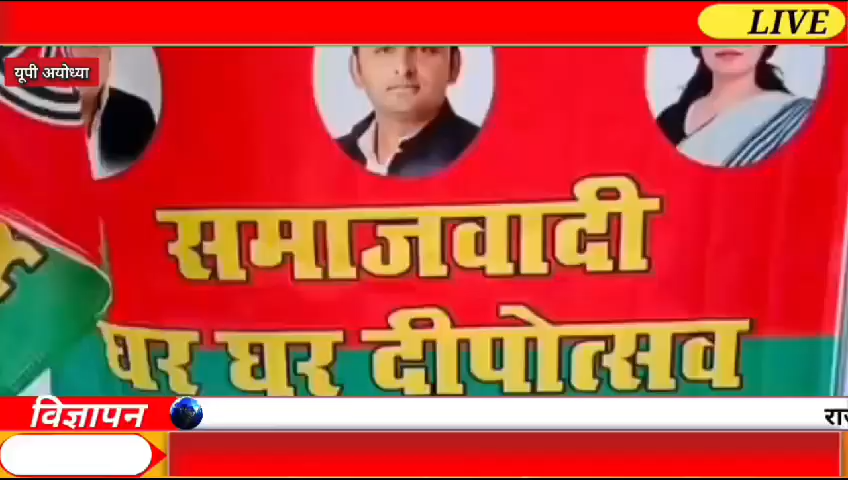 LIVE
यूपी अयोध्या
समाजवादी
घर घर दीपोत्सव
विज्ञापन